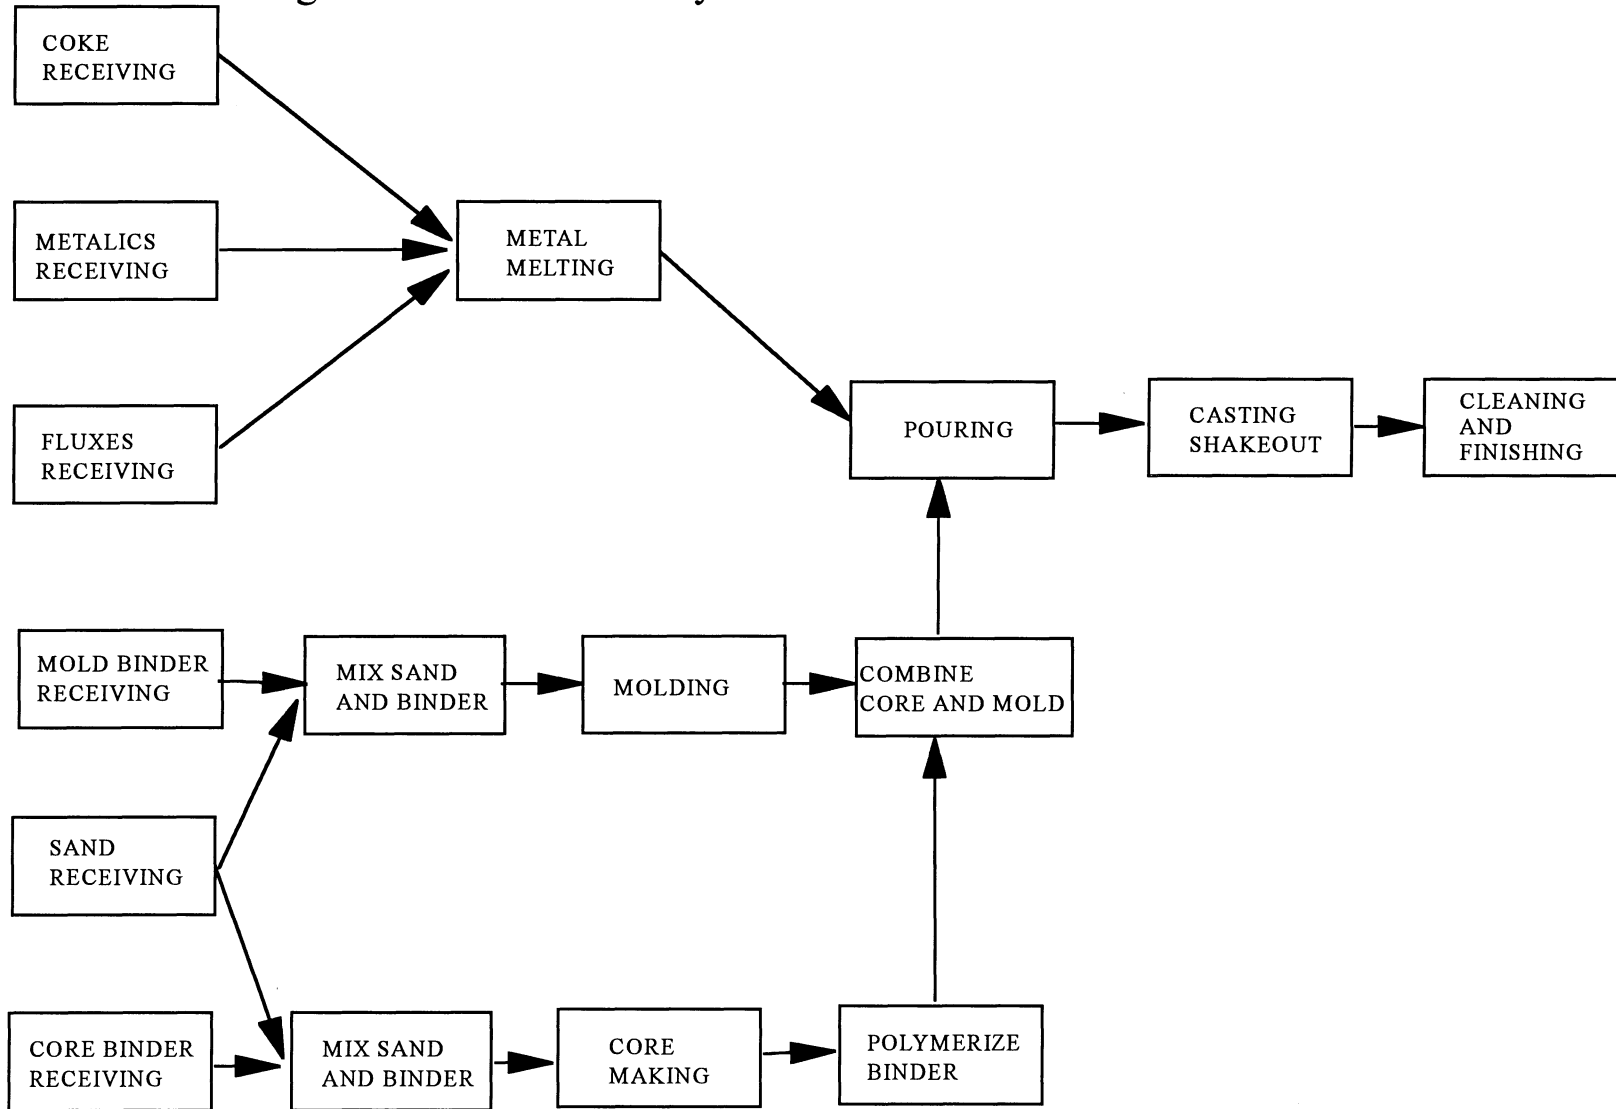 COKE
RECEIVING
METALICS
RECEIVING
METAL
MELTING
FLUXES
RECEIVING
POURING
CASTING
SHAKEOUT
CLEANING
AND
FINISHING
MOLD BINDER
RECEIVING
MIX SAND
AND BINDER
MOLDING
COMBINE
CORE AND MOLD
SAND
RECEIVING
CORE BINDER
RECEIVING
MIX SAND
AND BINDER
CORE
MAKING
POLYMERIZE
BINDER